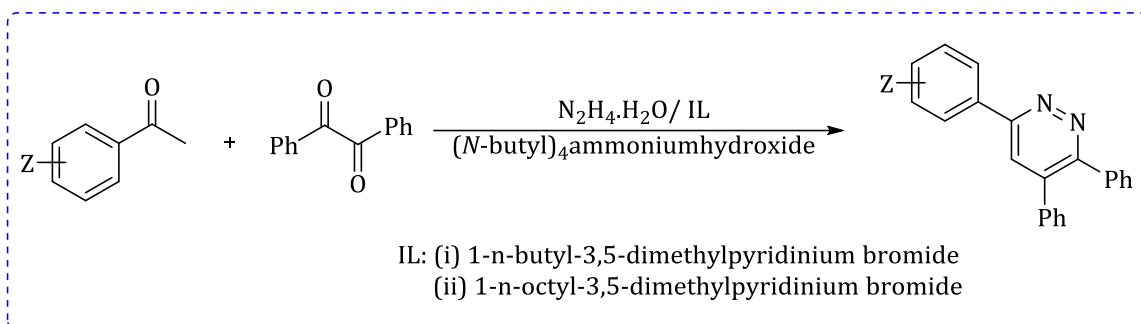 O
Z
+
O
Ph
Ph
O
N₂H₄.H₂O/ IL
(N-butyl)₄ammoniumhydroxide
Z
N
N
Ph
Ph
IL: (i) 1-n-butyl-3,5-dimethylpyridinium bromide
(ii) 1-n-octyl-3,5-dimethylpyridinium bromide